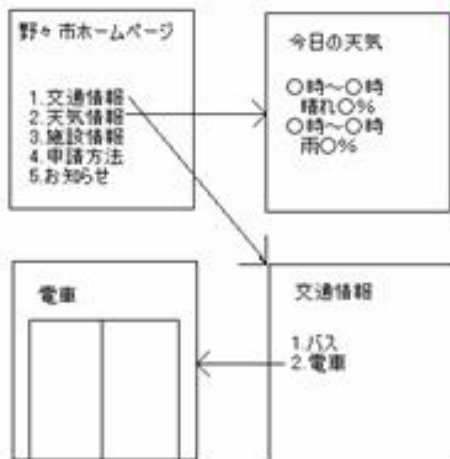 野々市ホームページ
1.交通情報
2.天気情報
3.施設情報
4.申請方法
5.お知らせ
今日の天気
○時～○時
晴れ○%
○時～○時
雨○%
電車
交通情報
1.バス
2.電車